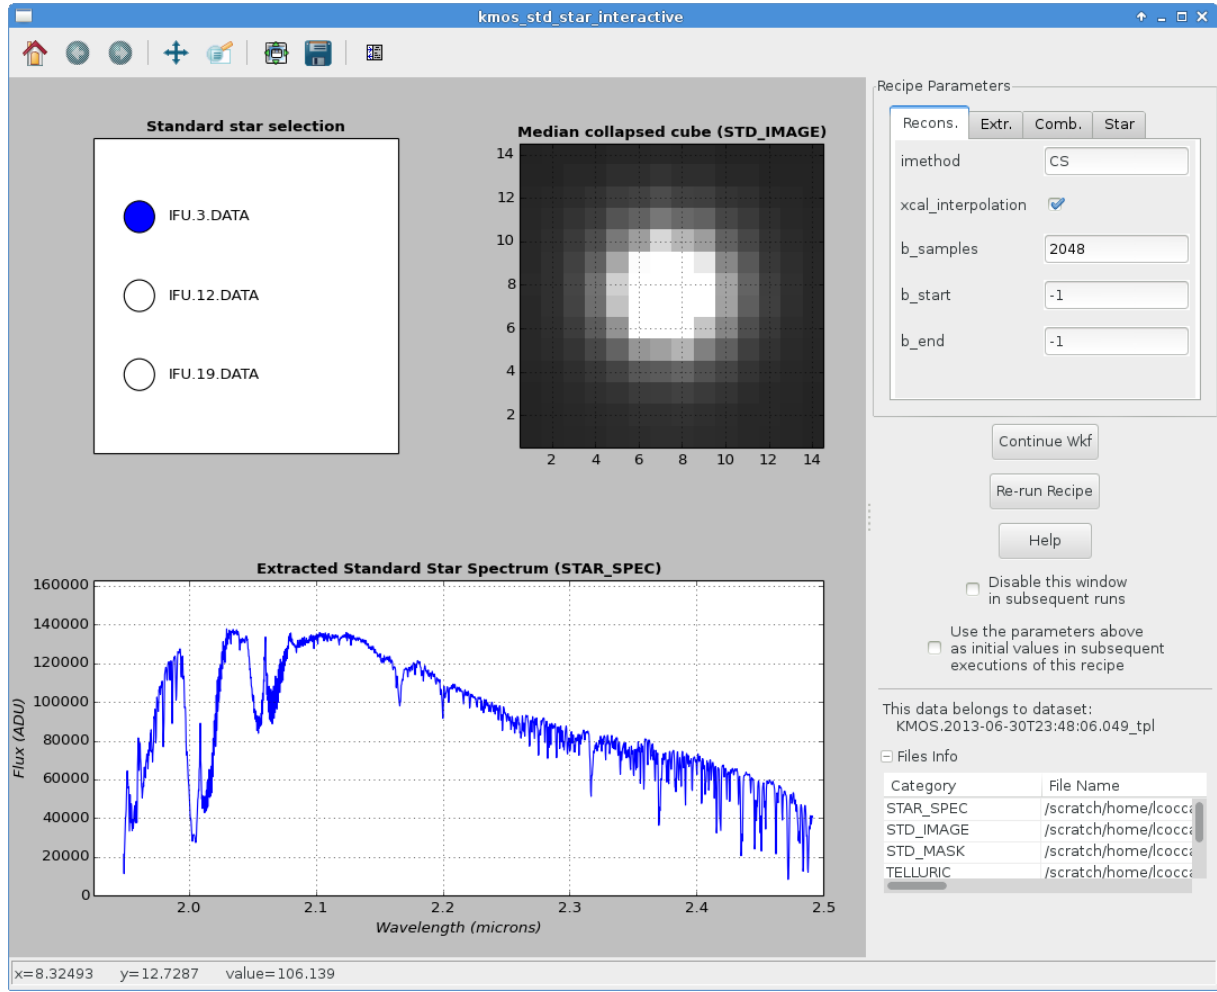 kmos_std_star_interactive
Standard star selection
IFU.3.DATA
IFU.12.DATA
IFU.19.DATA
Median collapsed cube (STD_IMAGE)
14
12
10
8
6
4
2
2 4 6 8 10 12 14
Extracted Standard Star Spectrum (STAR_SPEC)
160000
140000
120000
100000
80000
60000
40000
20000
0
Flux (ADU)
2.0 2.1 2.2 2.3 2.4 2.5
Wavelength (microns)
Recipe Parameters
Recons. Extr. Comb. Star
imethod CS
xcal_interpolation
b_samples 2048
b_start -1
b_end -1
Continue Wkf
Re-run Recipe
Help
Disable this window
in subsequent runs
Use the parameters above
as initial values in subsequent
executions of this recipe
This data belongs to dataset:
KMOS.2013-06-30T23:48:06.049_tpl
Files Info
Category File Name
STAR_SPEC /scratch/home/lcocca
STD_IMAGE /scratch/home/lcocca
STD_MASK /scratch/home/lcocca
TELLURIC /scratch/home/lcocca
x=8.32493 y=12.7287 value=106.139